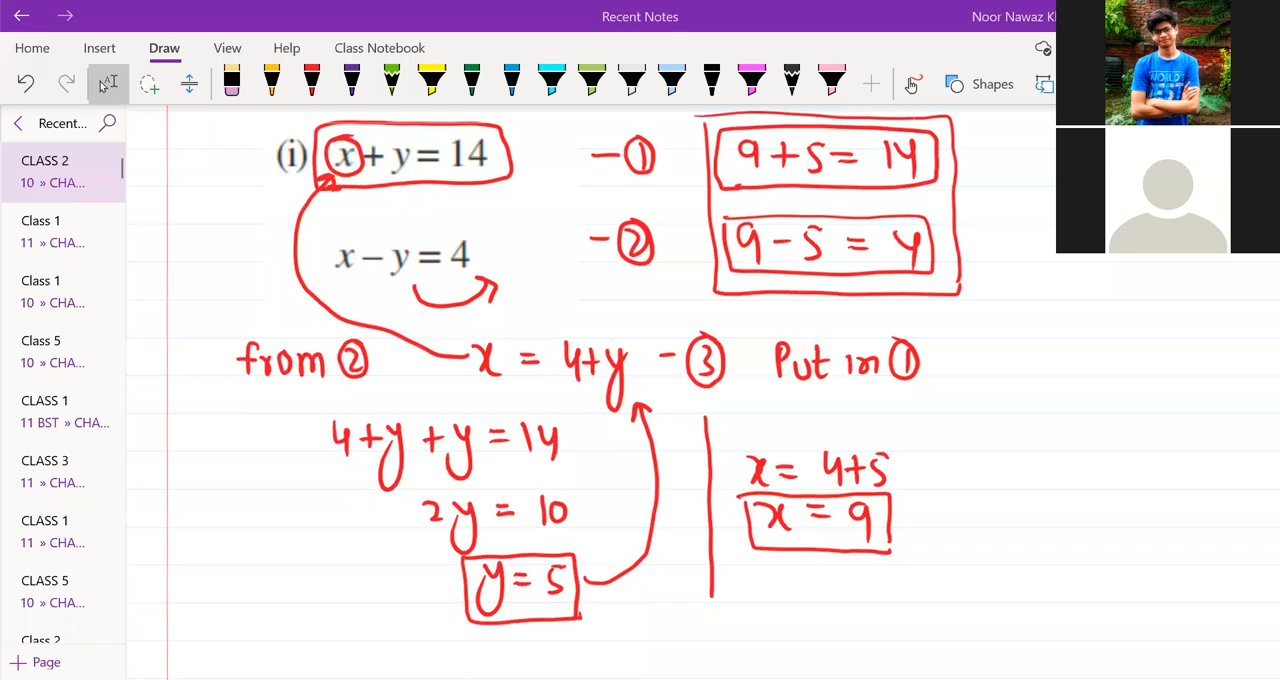 Recent Notes
Noor Nawaz Kh
Home Insert Draw View Help Class Notebook
Shapes
Recent...
CLASS 2
10 » CHA...
Class 1
11 » CHA...
Class 1
10 » CHA...
Class 5
10 » CHA...
CLASS 1
11 BST » CHA...
CLASS 3
11 » CHA...
CLASS 1
11 » CHA...
CLASS 5
10 » CHA...
Class 2
+ Page
(i) x + y = 14 - ① 9 + 5 = 14
x – y = 4 - ② 9 - 5 = 4
from ② x = 4+y - ③ Put in ①
4+y +y = 14
2y = 10
y = 5
x = 4+5
x = 9